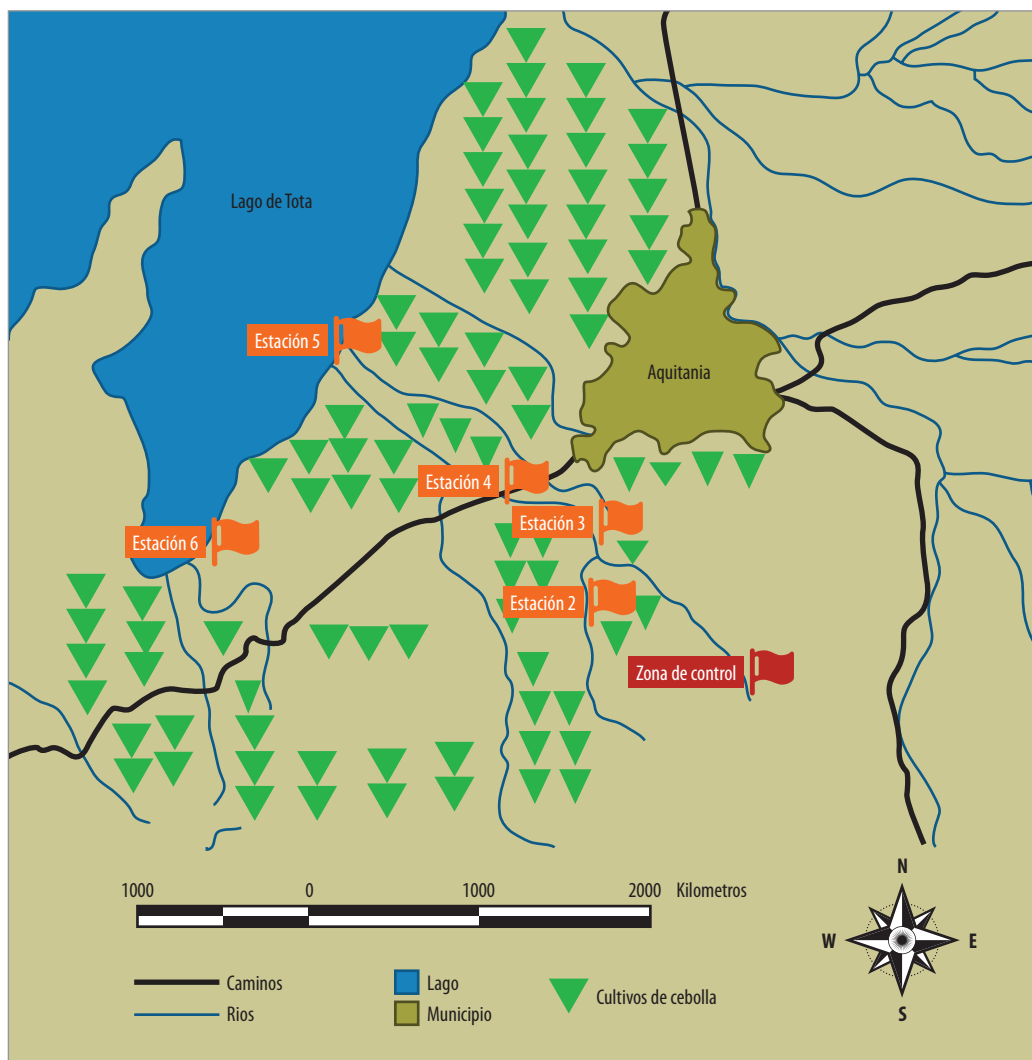 Lago de Tota
Estación 5
Aquitania
Estación 4
Estación 3
Estación 6
Estación 2
Zona de control
1000 0 1000 2000 Kilometros
N
W E
S
Caminos
Lago
Cultivos de cebolla
Rios
Municipio